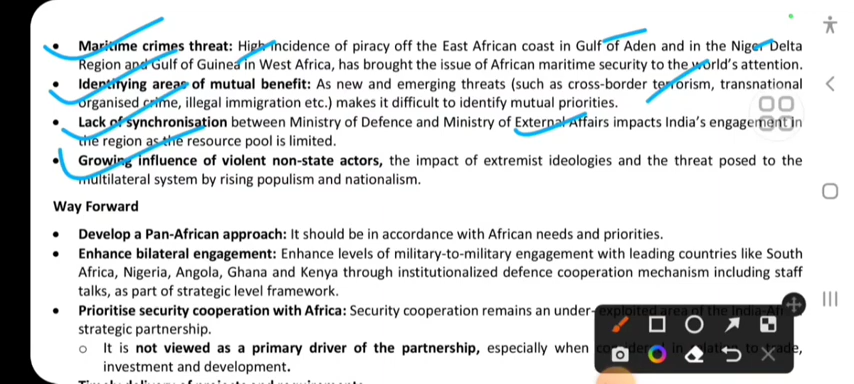 • Maritime crimes threat: High incidence of piracy off the East African coast in Gulf of Aden and in the Niger Delta
Region and Gulf of Guinea in West Africa, has brought the issue of African maritime security to the world's attention.
• Identifying areas of mutual benefit: As new and emerging threats (such as cross-border terrorism, transnational
organised crime, illegal immigration etc.) makes it difficult to identify mutual priorities.
• Lack of synchronisation between Ministry of Defence and Ministry of External Affairs impacts India's engagement in
the region as the resource pool is limited.
• Growing influence of violent non-state actors, the impact of extremist ideologies and the threat posed to the
multilateral system by rising populism and nationalism.
Way Forward
• Develop a Pan-African approach: It should be in accordance with African needs and priorities.
• Enhance bilateral engagement: Enhance levels of military-to-military engagement with leading countries like South
Africa, Nigeria, Angola, Ghana and Kenya through institutionalized defence cooperation mechanism including staff
talks, as part of strategic level framework.
• Prioritise security cooperation with Africa: Security cooperation remains an under-exploited area of the India-
strategic partnership.
o It is not viewed as a primary driver of the partnership, especially when considered in relation to trade,
investment and development.